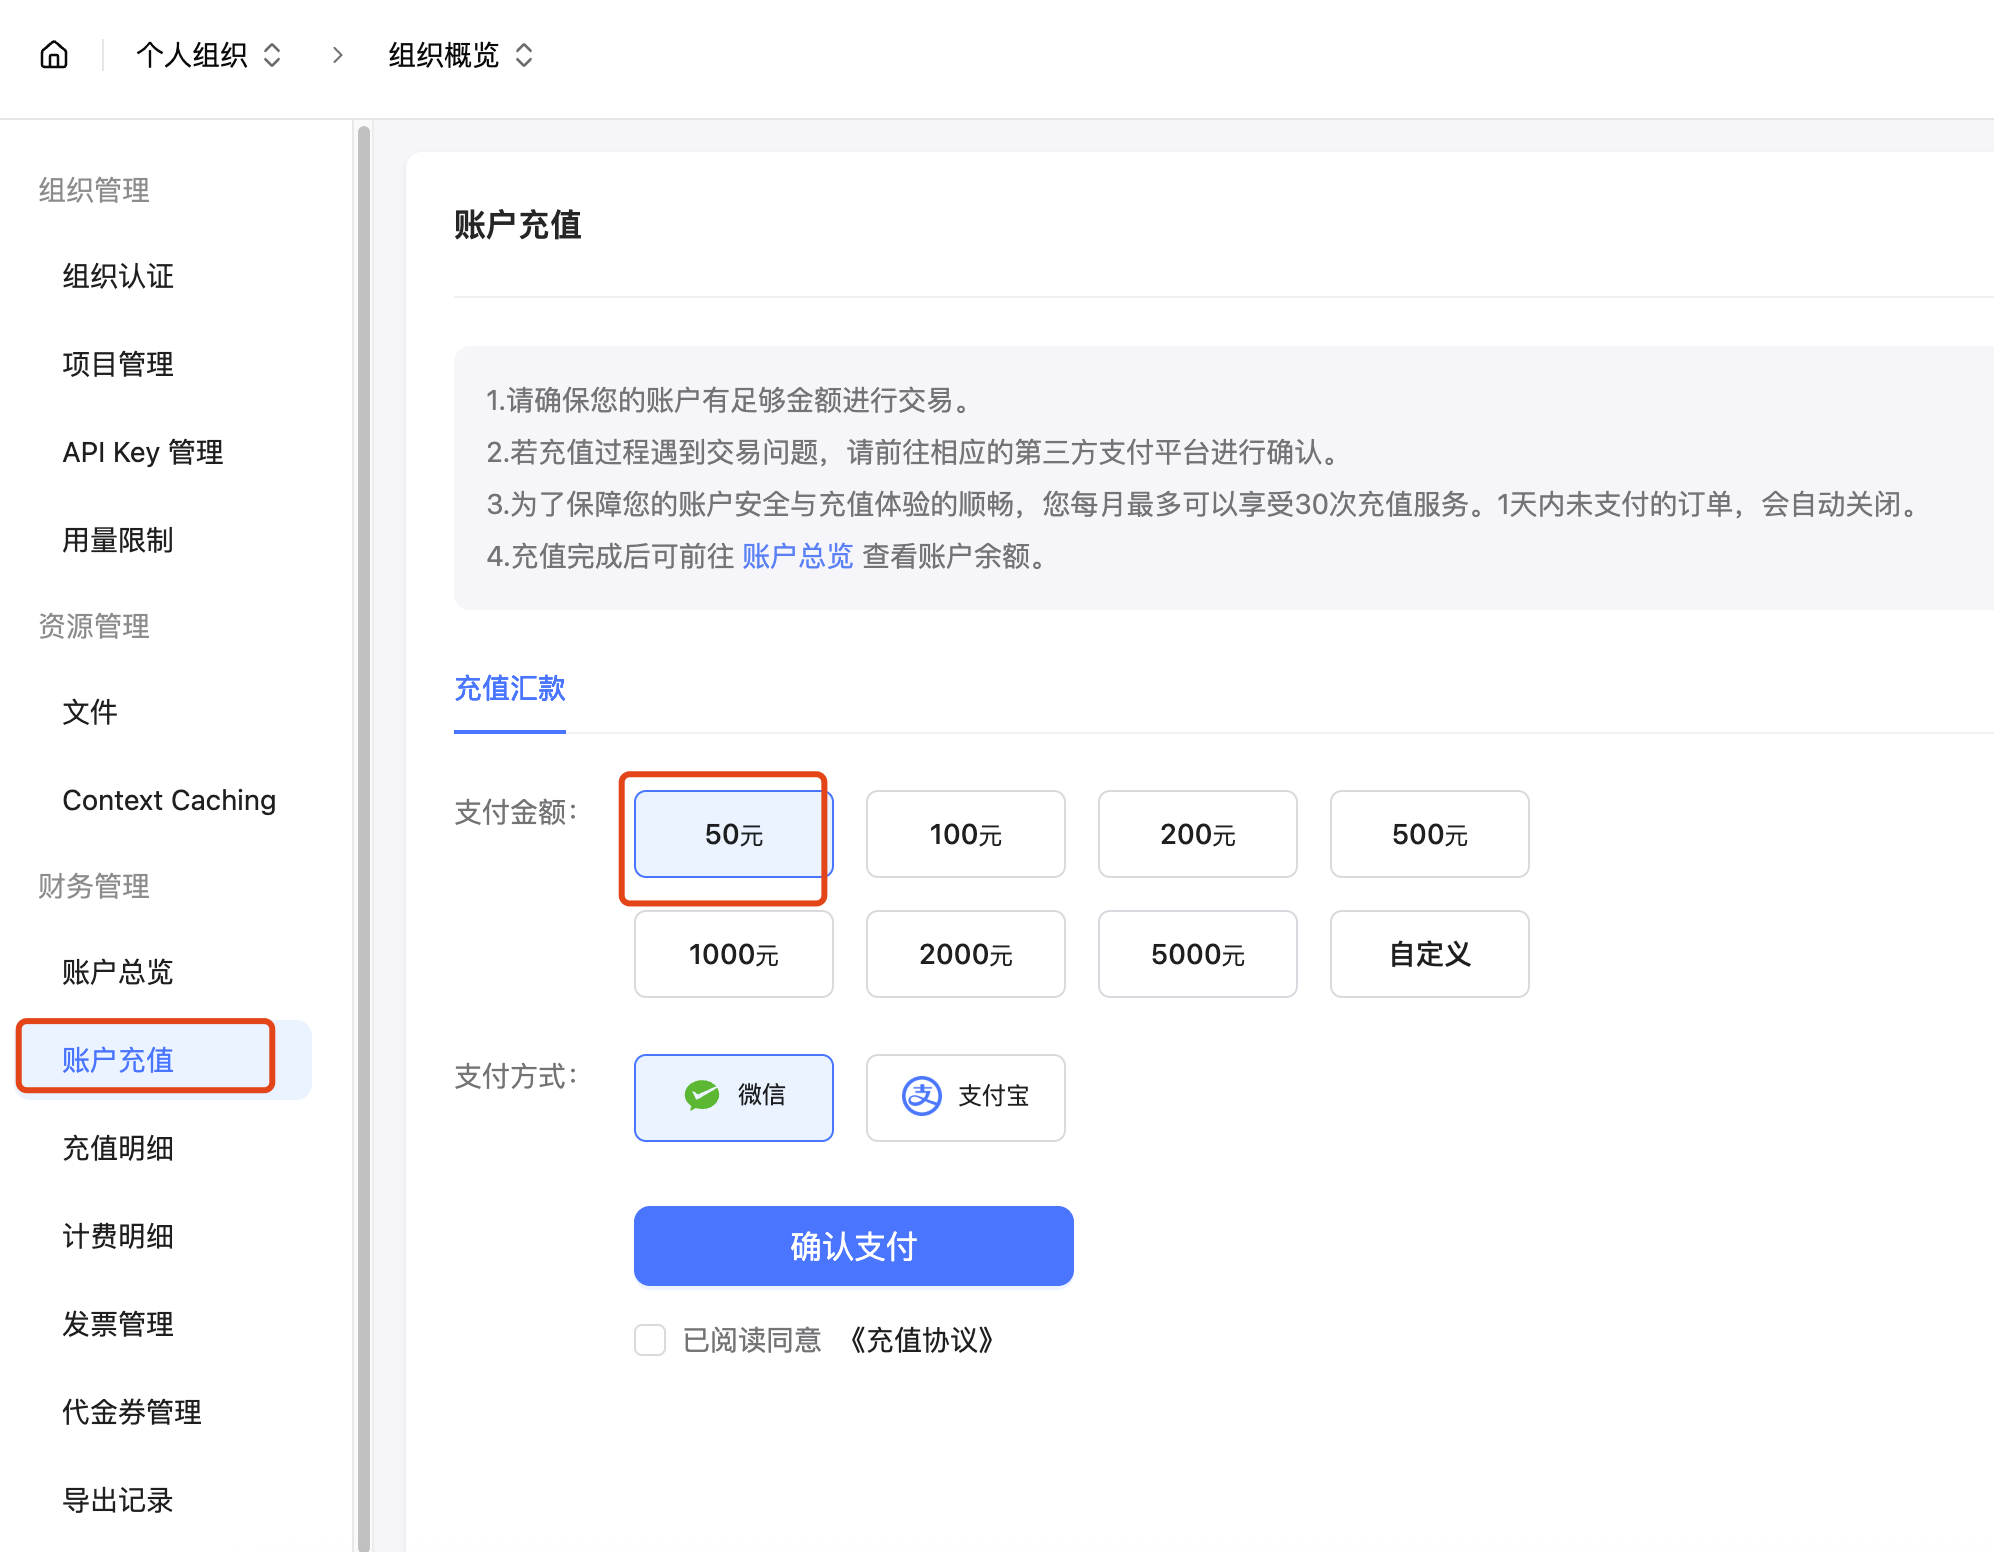 个人组织
组织概览
组织管理
组织认证
项目管理
API Key 管理
用量限制
资源管理
文件
Context Caching
财务管理
账户总览
账户充值
充值明细
计费明细
发票管理
代金券管理
导出记录
账户充值
1.请确保您的账户有足够金额进行交易。
2.若充值过程遇到交易问题，请前往相应的第三方支付平台进行确认。
3.为了保障您的账户安全与充值体验的顺畅，您每月最多可以享受30次充值服务。1天内未支付的订单，会自动关闭。
4.充值完成后可前往 账户总览 查看账户余额。
充值汇款
支付金额：
50元
100元
200元
500元
1000元
2000元
5000元
自定义
支付方式：
微信
支 支付宝
确认支付
已阅读同意 《充值协议》